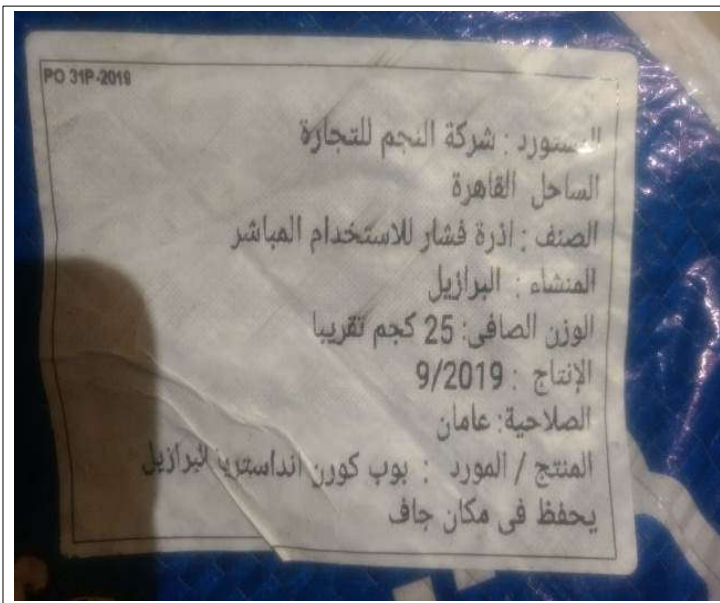 PO 31P-2019
المستورد : شركة النجم للتجارة
الساحل القاهرة
الصنف : اذرة فشار للاستخدام المباشر
المنشاء : البرازيل
الوزن الصافى: 25 كجم تقريبا
الإنتاج : 9/2019
الصلاحية: عامان
المنتج / المورد : بوب كورن انداستريا البرازيل
يحفظ فى مكان جاف